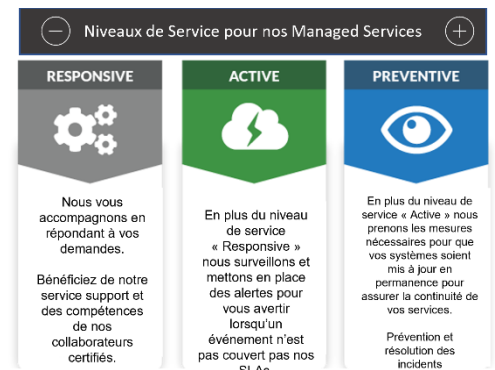 Niveaux de Service pour nos Managed Services
RESPONSIVE
Nous vous
accompagnons en
répondant à vos
demandes.
Bénéficiez de notre
service support et
des compétences
de nos
collaborateurs
certifiés.
ACTIVE
En plus du niveau
de service
« Responsive »
nous surveillons et
mettons en place
des alertes pour
vous avertir
lorsqu’un
événement n’est
pas couvert pas nos
SLAs
PREVENTIVE
En plus du niveau de
service « Active » nous
prenons les mesures
nécessaires pour que
vos systèmes soient
mis à jour en
permanence pour
assurer la continuité de
vos services.
Prévention et
résolution des
incidents